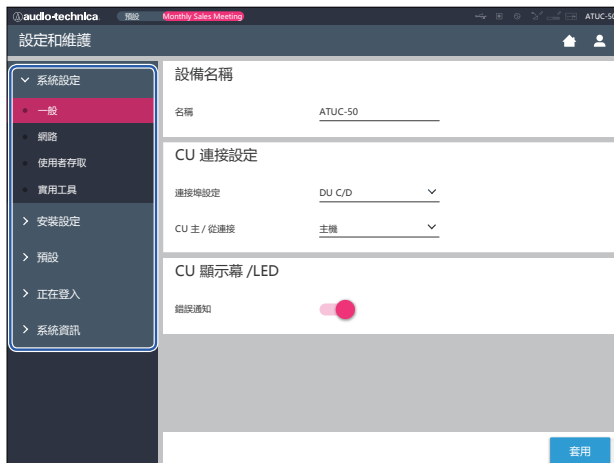 audio-technica 預設 Monthly Sales Meeting ATUC-50
設定和維護
系統設定
一般
網路
使用者存取
實用工具
安裝設定
預設
正在登入
系統資訊
設備名稱
名稱 ATUC-50
CU 連接設定
連接埠設定 DU C/D
CU 主 / 從連接 主機
CU 顯示幕 /LED
錯誤通知
套用